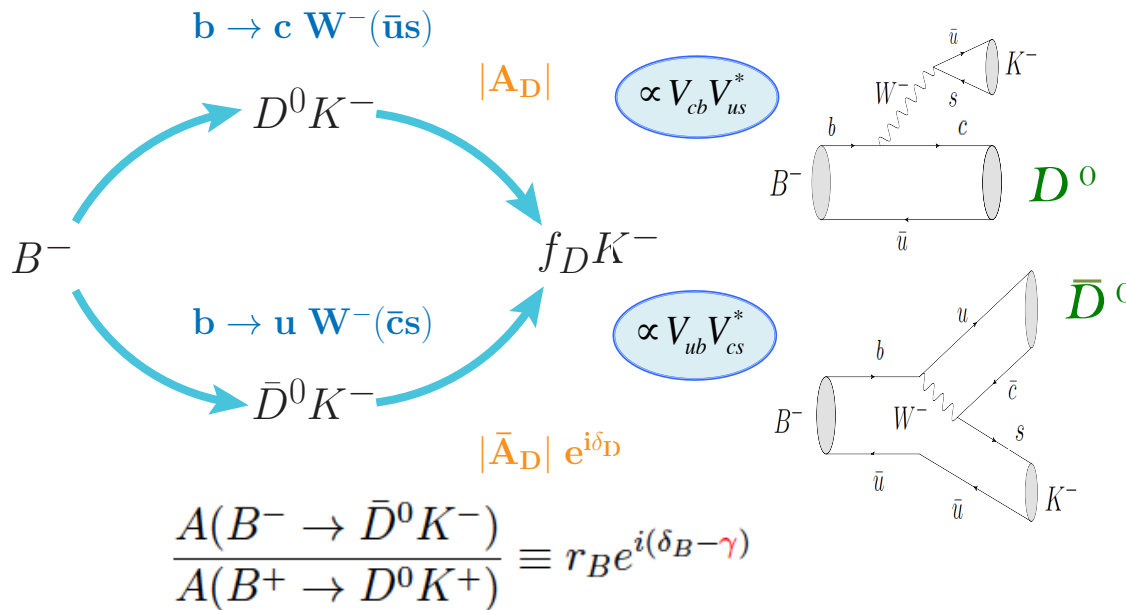 b → c W⁻(ūs)
|A_D|
D⁰K⁻
∝ V_cb V*_us
ū
K⁻
W⁻
s
b
c
B⁻
D⁰
ū
B⁻
f_D K⁻
b → u W⁻(c̄s)
∝ V_ub V*_cs
D̄⁰
u
b
c̄
W⁻
B⁻
s
D̄⁰K⁻
ū
ū
K⁻
|Ā_D| e^{iδ_D}
A(B⁻ → D̄⁰K⁻)
A(B⁺ → D⁰K⁺)
≡ r_B e^{i(δ_B−γ)}